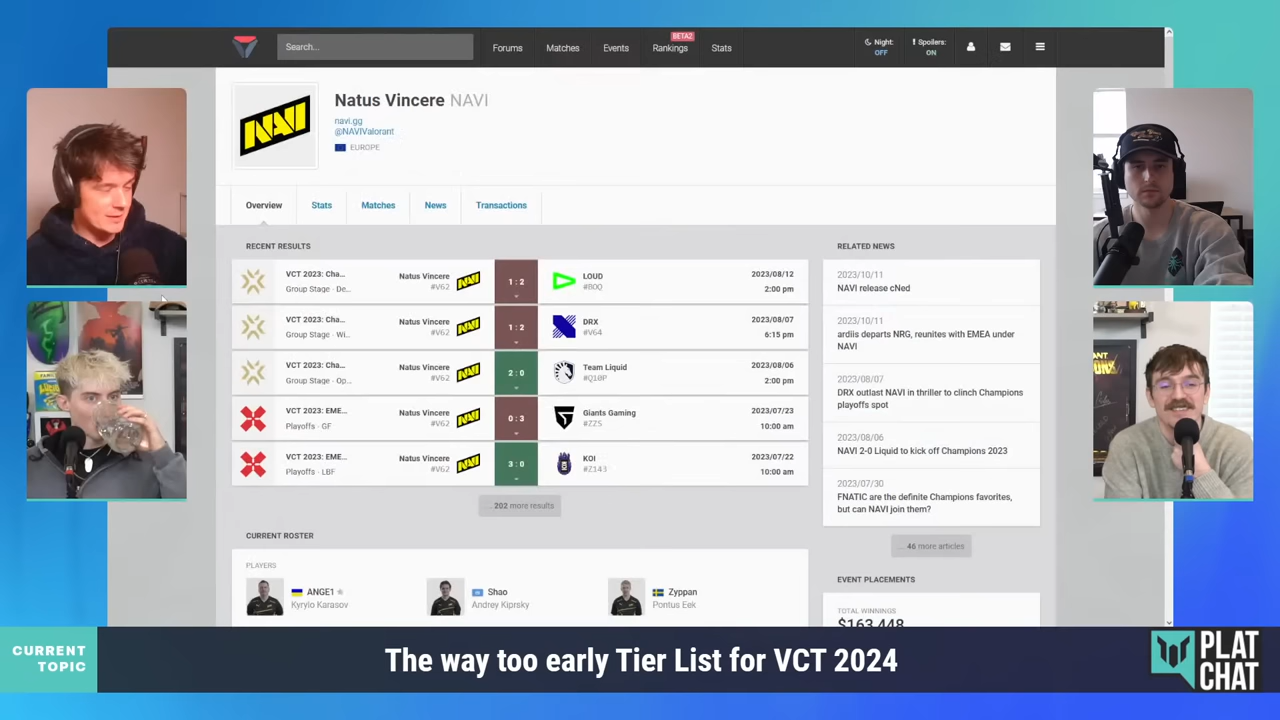 Search...
Forums
Matches
Events
Rankings
BETA2
Stats
Night:
OFF
Spoilers:
ON
NAVI
Natus Vincere NAVI
navi.gg
@NAVIValorant
EUROPE
Overview
Stats
Matches
News
Transactions
RECENT RESULTS
VCT 2023: Cha...
Group Stage · De...
Natus Vincere
#V62
1 : 2
LOUD
#BOQ
2023/08/12
2:00 pm
VCT 2023: Cha...
Group Stage · Wi...
Natus Vincere
#V62
1 : 2
DRX
#V64
2023/08/07
6:15 pm
VCT 2023: Cha...
Group Stage · Op...
Natus Vincere
#V62
2 : 0
Team Liquid
#Q10P
2023/08/06
2:00 pm
VCT 2023: EME...
Playoffs · GF
Natus Vincere
#V62
0 : 3
Giants Gaming
#ZZS
2023/07/23
10:00 am
VCT 2023: EME...
Playoffs · LBF
Natus Vincere
#V62
3 : 0
KOI
#Z143
2023/07/22
10:00 am
... 202 more results
CURRENT ROSTER
PLAYERS
ANGE1
Kyrylo Karasov
Shao
Andrey Kiprsky
Zyppan
Pontus Eek
RELATED NEWS
2023/10/11
NAVI release cNed
2023/10/11
ardiis departs NRG, reunites with EMEA under
NAVI
2023/08/07
DRX outlast NAVI in thriller to clinch Champions
playoffs spot
2023/08/06
NAVI 2-0 Liquid to kick off Champions 2023
2023/07/30
FNATIC are the definite Champions favorites,
but can NAVI join them?
... 46 more articles
EVENT PLACEMENTS
TOTAL WINNINGS
$163,448
CURRENT
TOPIC
The way too early Tier List for VCT 2024
PLAT
CHAT